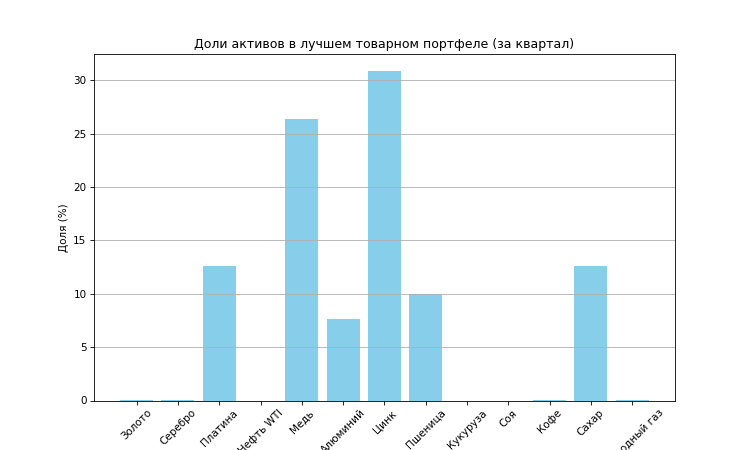 Доли активов в лучшем товарном портфеле (за квартал)
Доля (%)
30
25
20
15
10
5
0
Золото
Серебро
Платина
Нефть WTI
Медь
Алюминий
Цинк
Пшеница
Кукуруза
Соя
Кофе
Сахар
газ